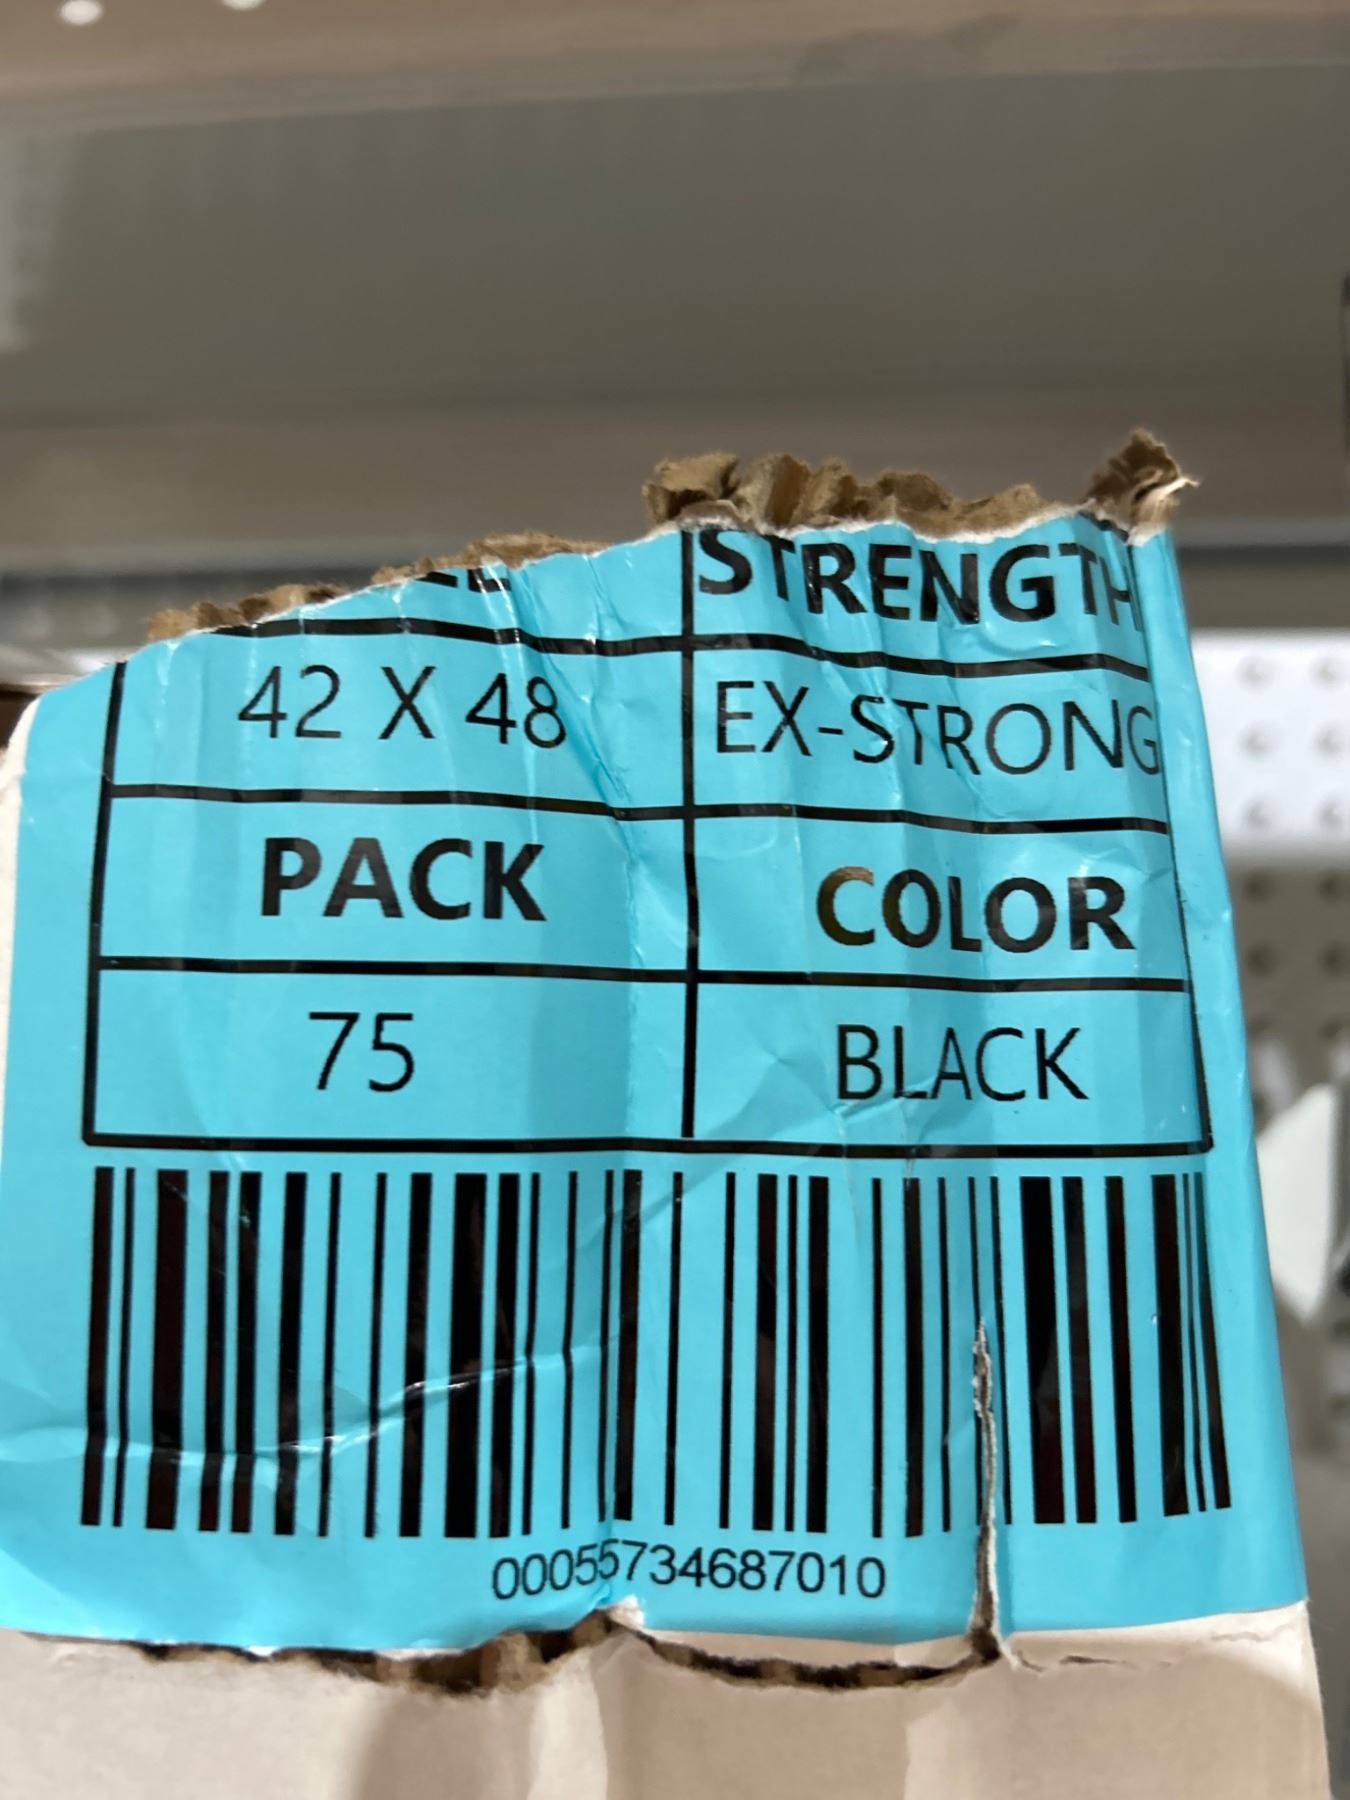 STRENGTH
42 X 48 EX-STRONG
PACK COLOR
75 BLACK
00055734687010